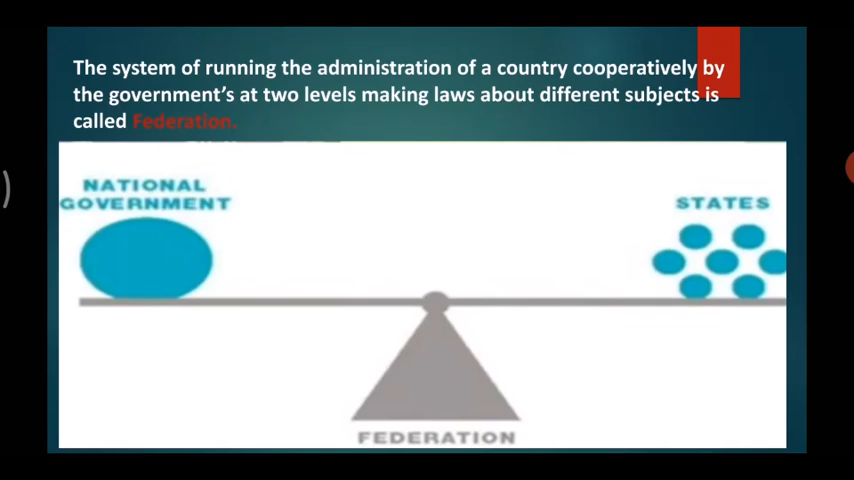 The system of running the administration of a country cooperatively by
the government's at two levels making laws about different subjects is
called Federation.
NATIONAL
GOVERNMENT
STATES
FEDERATION